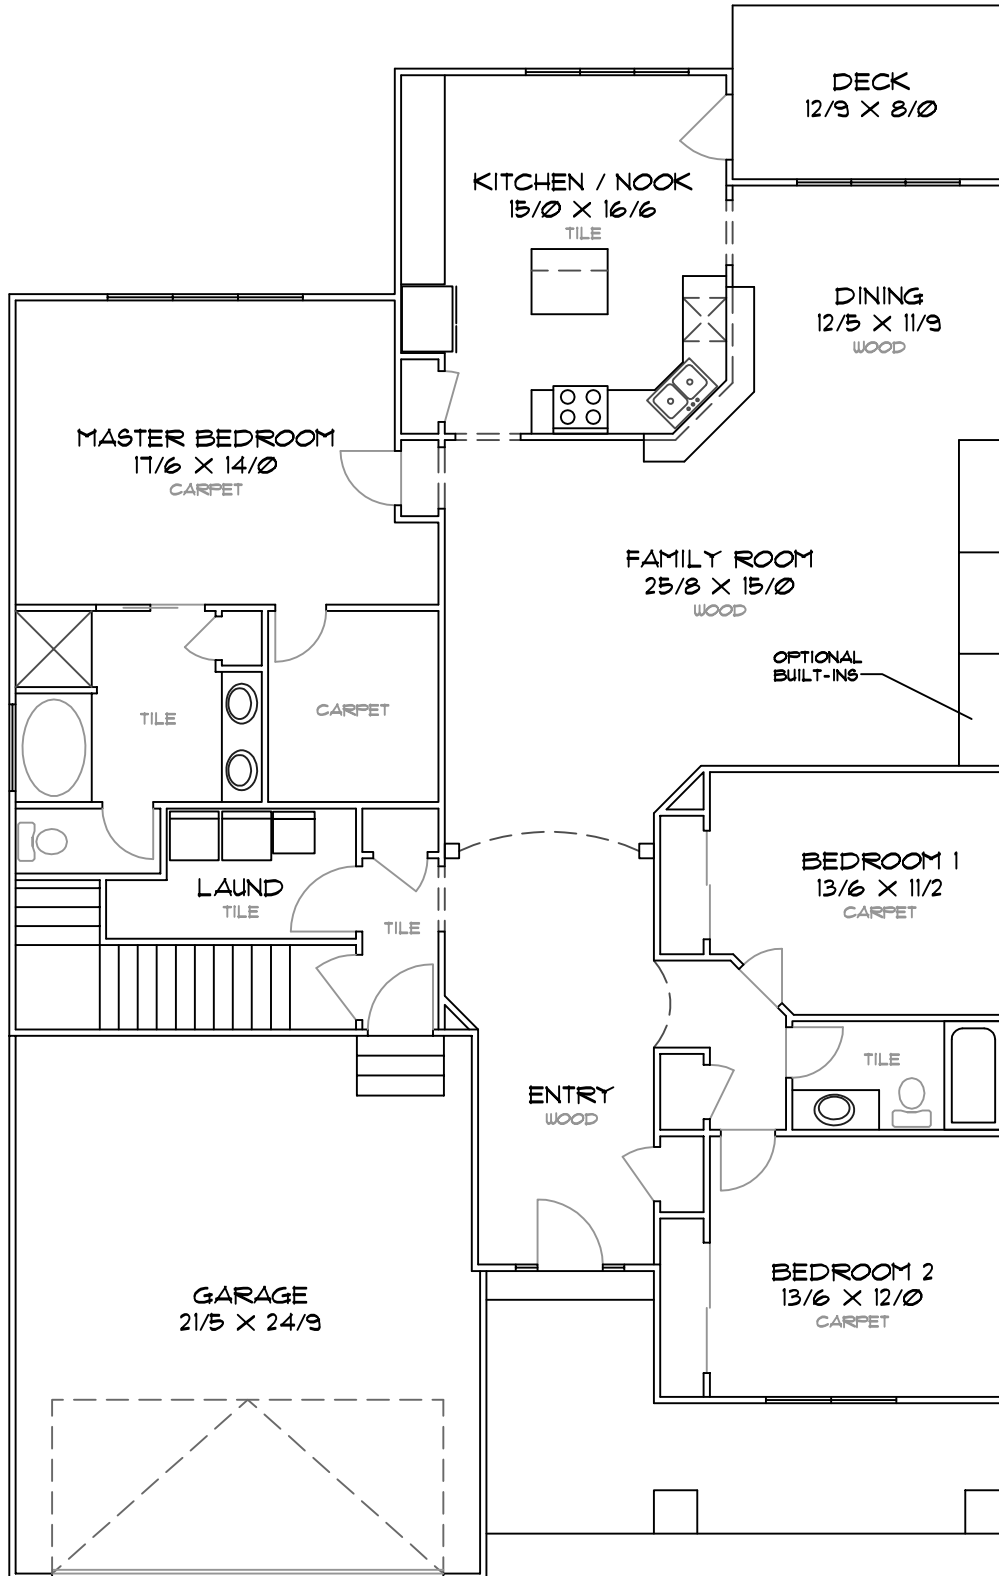 DECK
12/9 X 8/0
KITCHEN / NOOK
15/0 X 16/6
TILE
DINING
12/5 X 11/9
WOOD
MASTER BEDROOM
17/6 X 14/0
CARPET
FAMILY ROOM
25/8 X 15/0
WOOD
OPTIONAL
BUILT-INS
CARPET
TILE
BEDROOM 1
13/6 X 11/2
CARPET
LAUND
TILE
TILE
TILE
ENTRY
WOOD
BEDROOM 2
13/6 X 12/0
CARPET
GARAGE
21/5 X 24/9